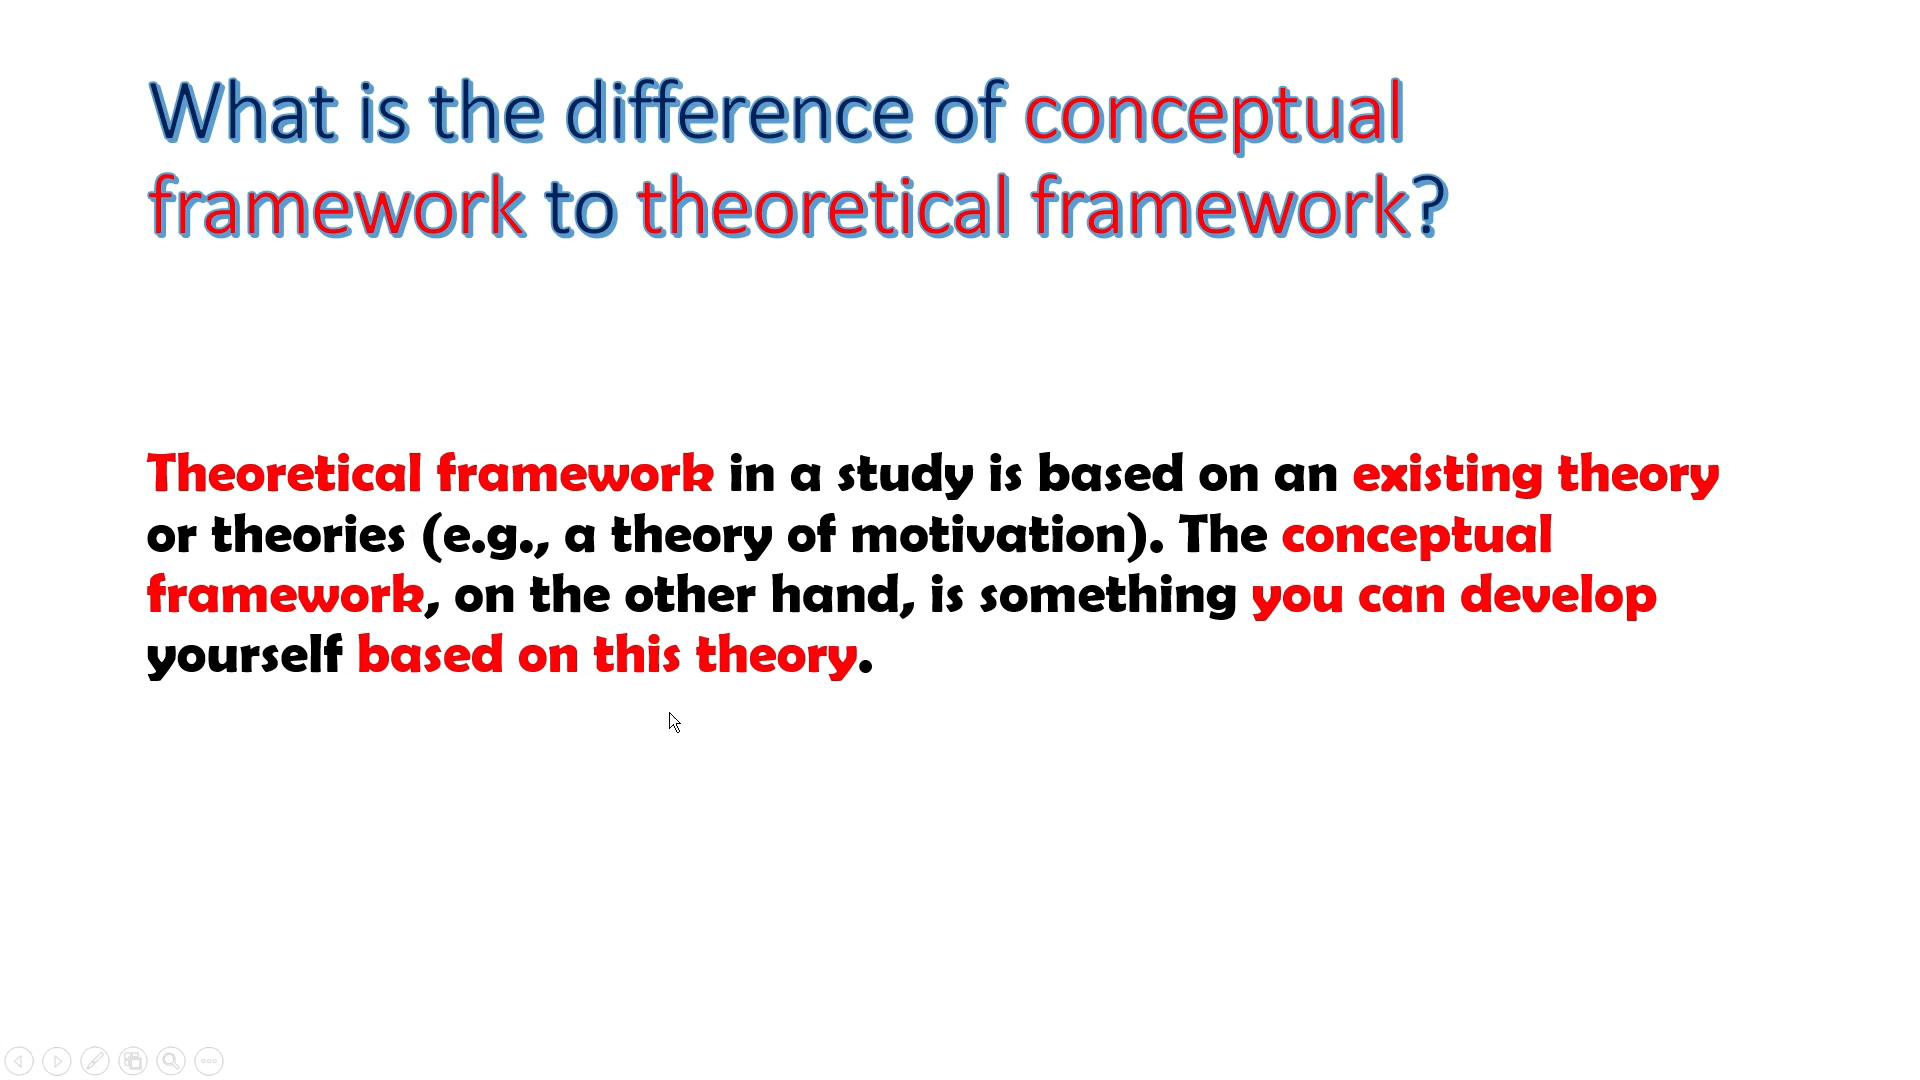 What is the difference of conceptual
framework to theoretical framework?
Theoretical framework in a study is based on an existing theory
or theories (e.g., a theory of motivation). The conceptual
framework, on the other hand, is something you can develop
yourself based on this theory.